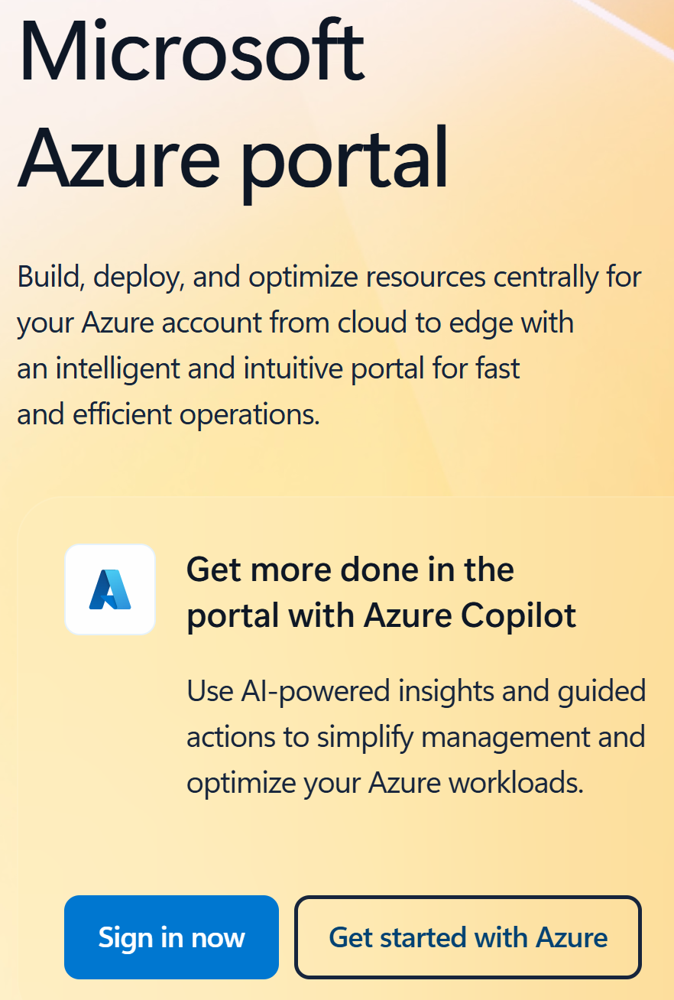 Microsoft
Azure portal
Build, deploy, and optimize resources centrally for
your Azure account from cloud to edge with
an intelligent and intuitive portal for fast
and efficient operations.
Get more done in the
portal with Azure Copilot
Use AI-powered insights and guided
actions to simplify management and
optimize your Azure workloads.
Sign in now
Get started with Azure